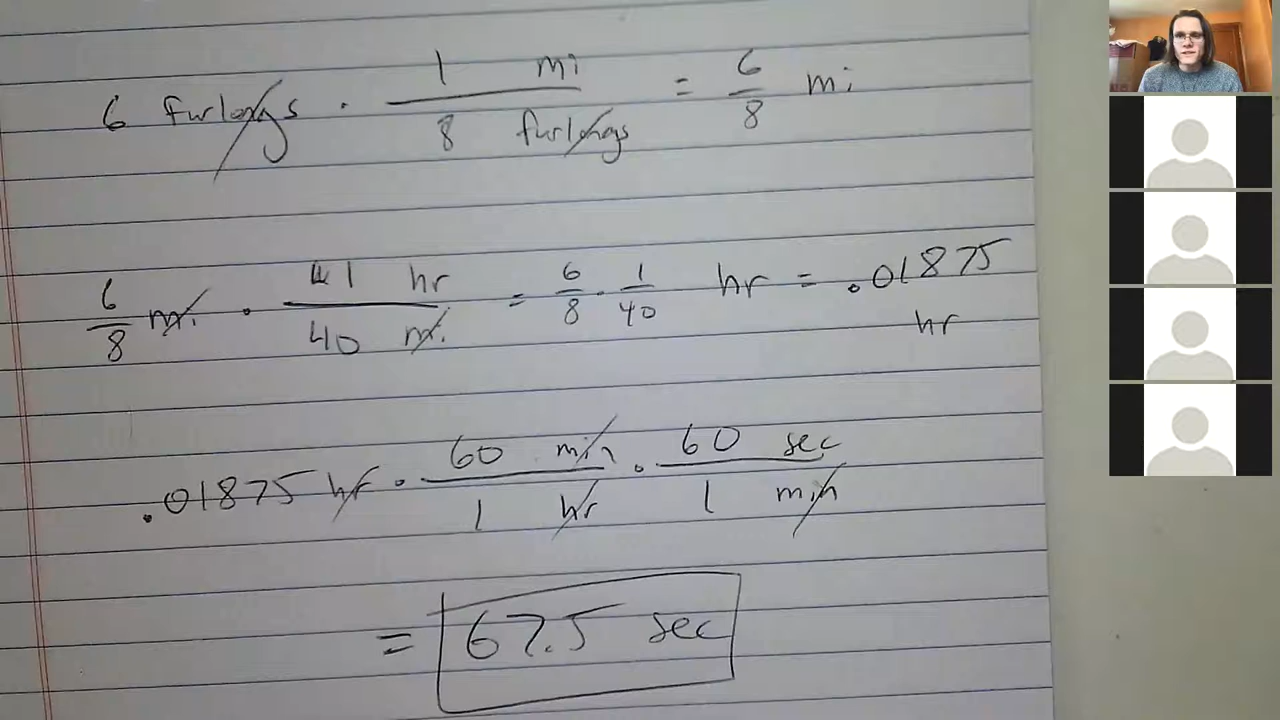 6 furlongs · 1 mi / 8 furlongs = 6/8 mi
6/8 mi · 1 hr / 40 mi = 6/8 · 1/40 hr = .01875
hr
.01875 hr · 60 min / 1 hr · 60 sec / 1 min
= 67.5 sec